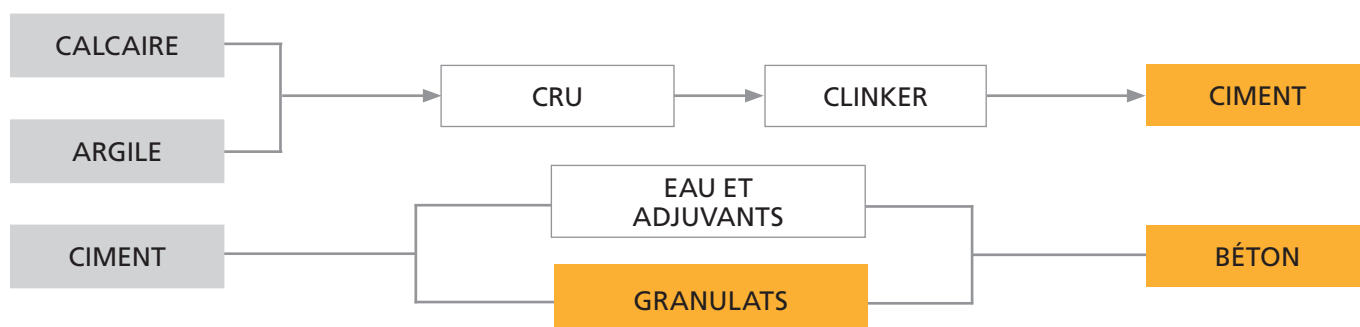 CALCAIRE
CRU
CLINKER
CIMENT
ARGILE
EAU ET
ADJUVANTS
CIMENT
BÉTON
GRANULATS